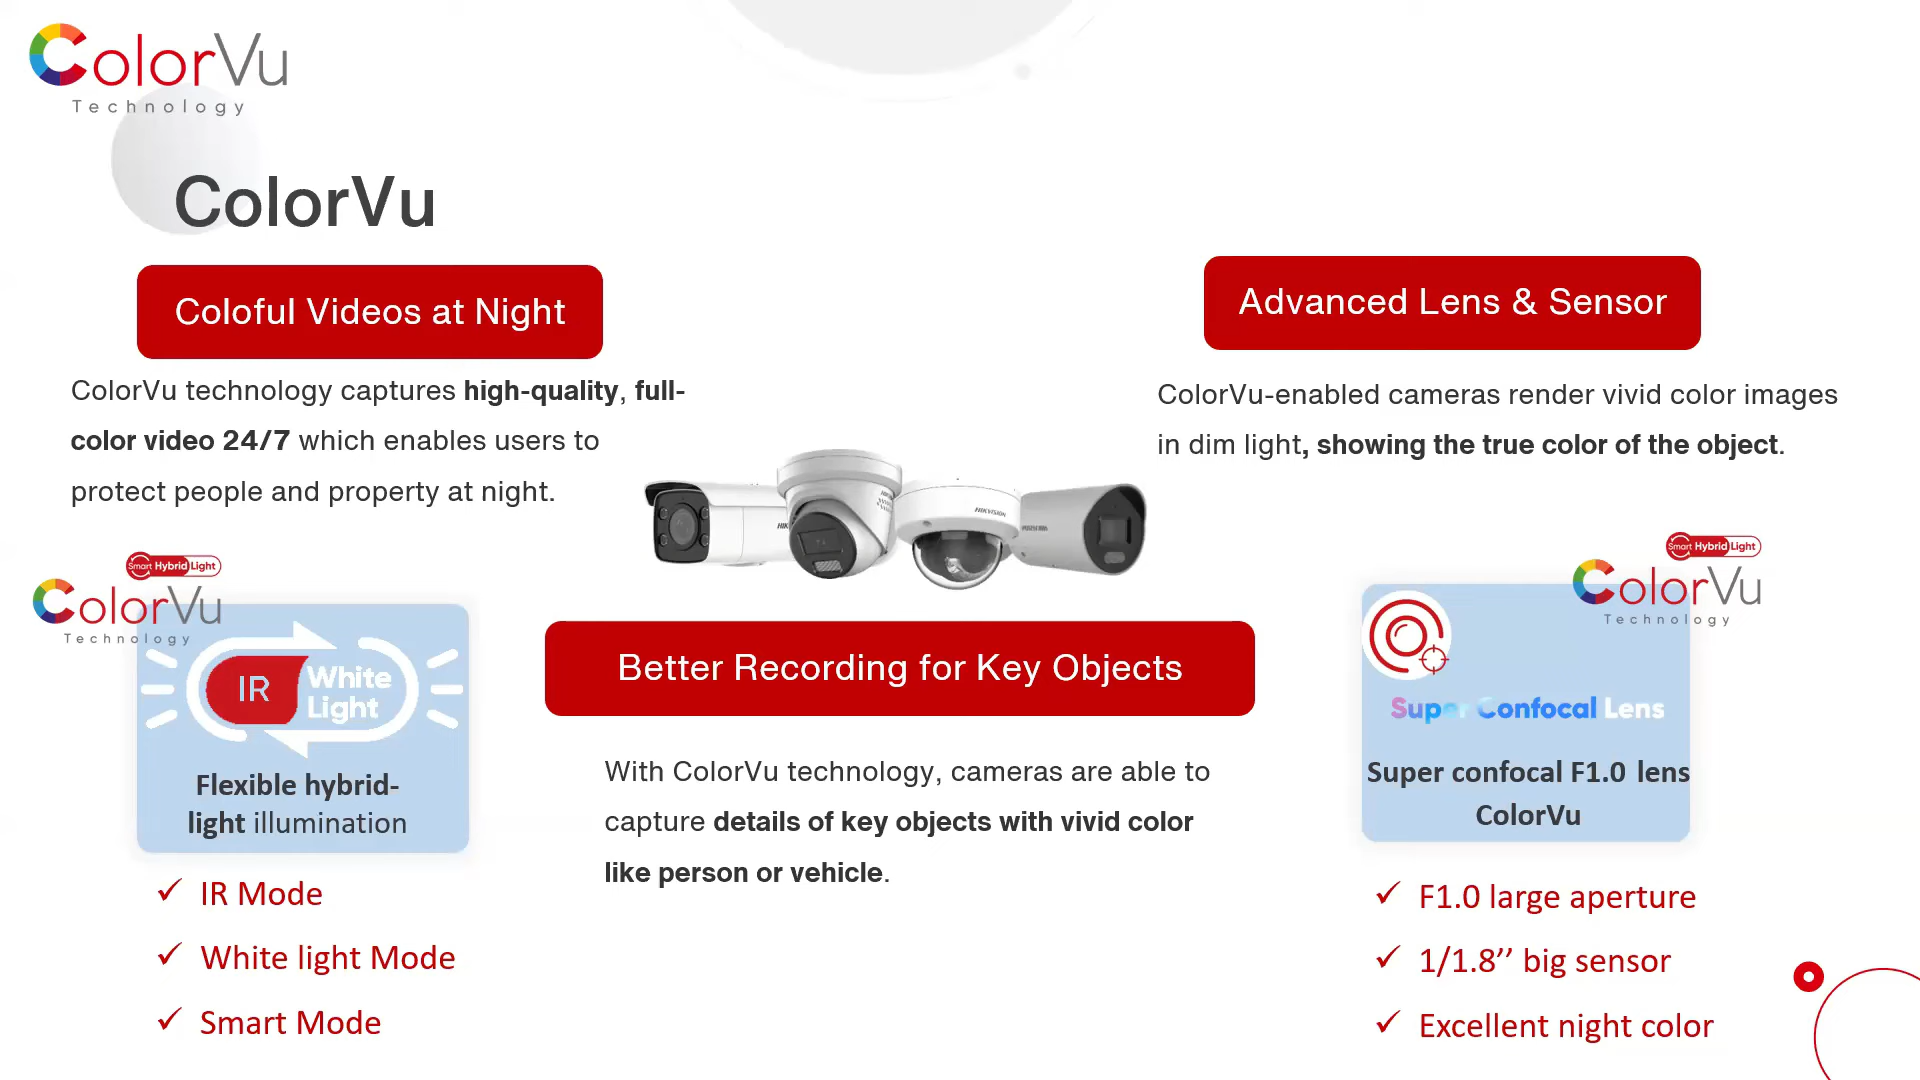 ColorVu
Technology
ColorVu
Coloful Videos at Night
ColorVu technology captures high-quality, full-
color video 24/7 which enables users to
protect people and property at night.
Advanced Lens & Sensor
ColorVu-enabled cameras render vivid color images
in dim light, showing the true color of the object.
HIKVISION
Smart Hybrid Light
ColorVu
Technology
IR White
Light
Flexible hybrid-
light illumination
IR Mode
White light Mode
Smart Mode
Better Recording for Key Objects
With ColorVu technology, cameras are able to
capture details of key objects with vivid color
like person or vehicle.
Smart Hybrid Light
ColorVu
Technology
Super Confocal Lens
Super confocal F1.0 lens
ColorVu
F1.0 large aperture
1/1.8’’ big sensor
Excellent night color